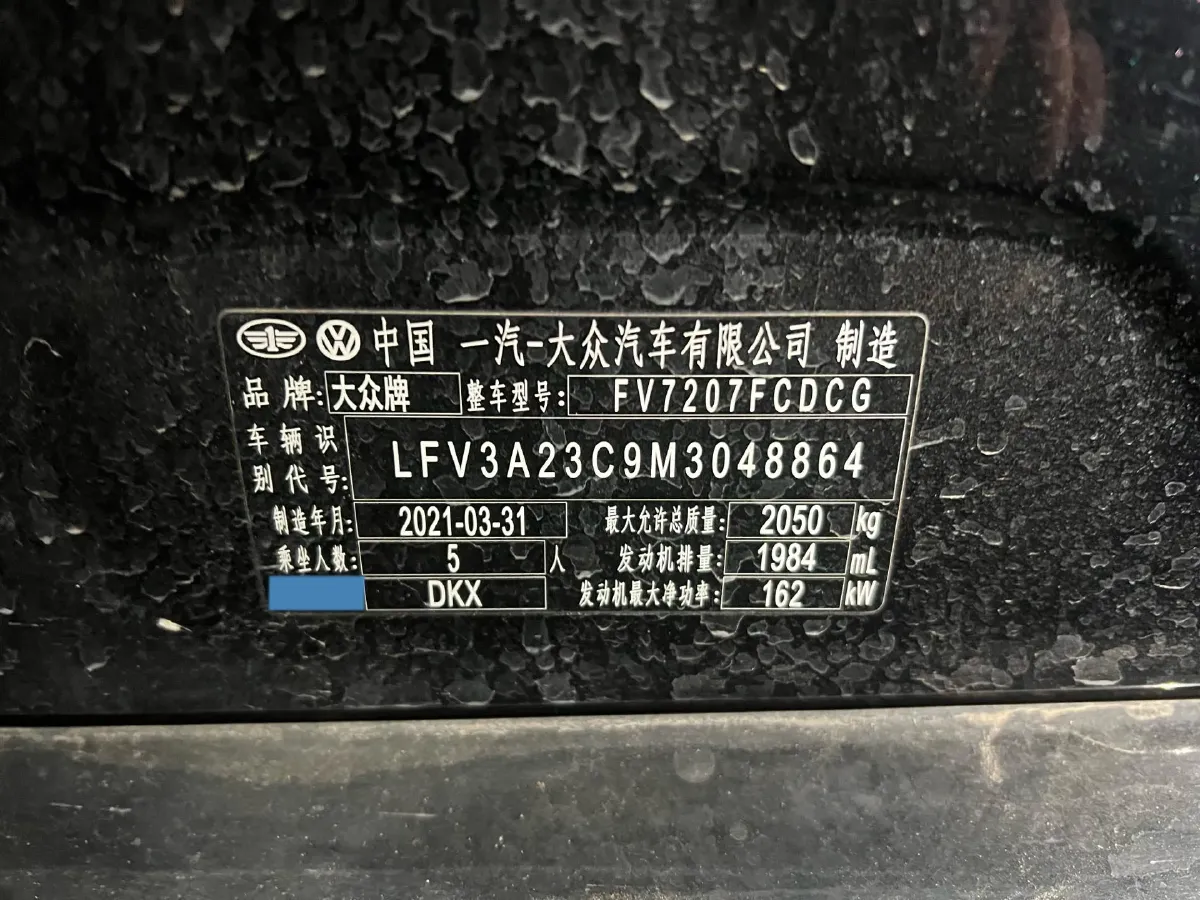 中国 一汽-大众汽车有限公司 制造
品牌: 大众牌 整车型号: FV7207FCDCG
车辆识别代号: LFV3A23C9M3048864
制造年月: 2021-03-31 最大允许总质量: 2050 kg
乘坐人数: 5 人 发动机排量: 1984 mL
DKX 发动机最大净功率: 162 kW